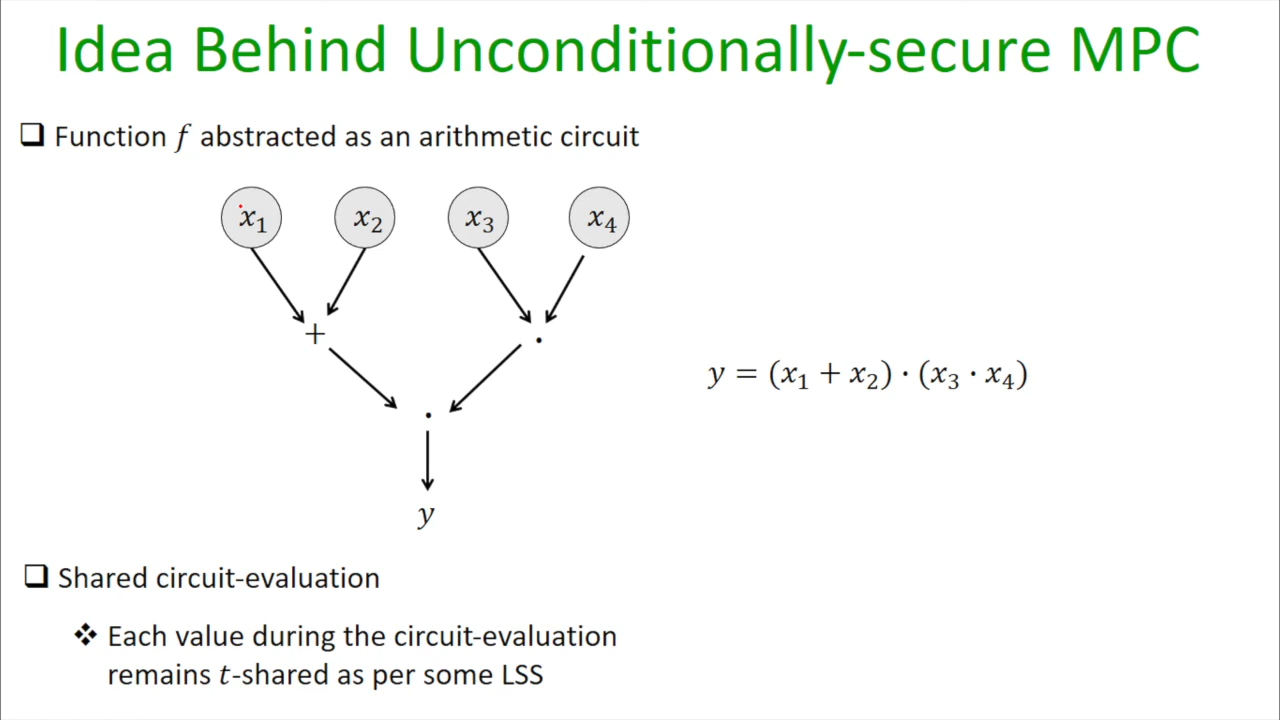 Idea Behind Unconditionally-secure MPC
❑ Function f abstracted as an arithmetic circuit
x₁ x₂ x₃ x₄
+ ·
y = (x₁ + x₂) · (x₃ · x₄)
·
y
❑ Shared circuit-evaluation
❖ Each value during the circuit-evaluation
remains t-shared as per some LSS